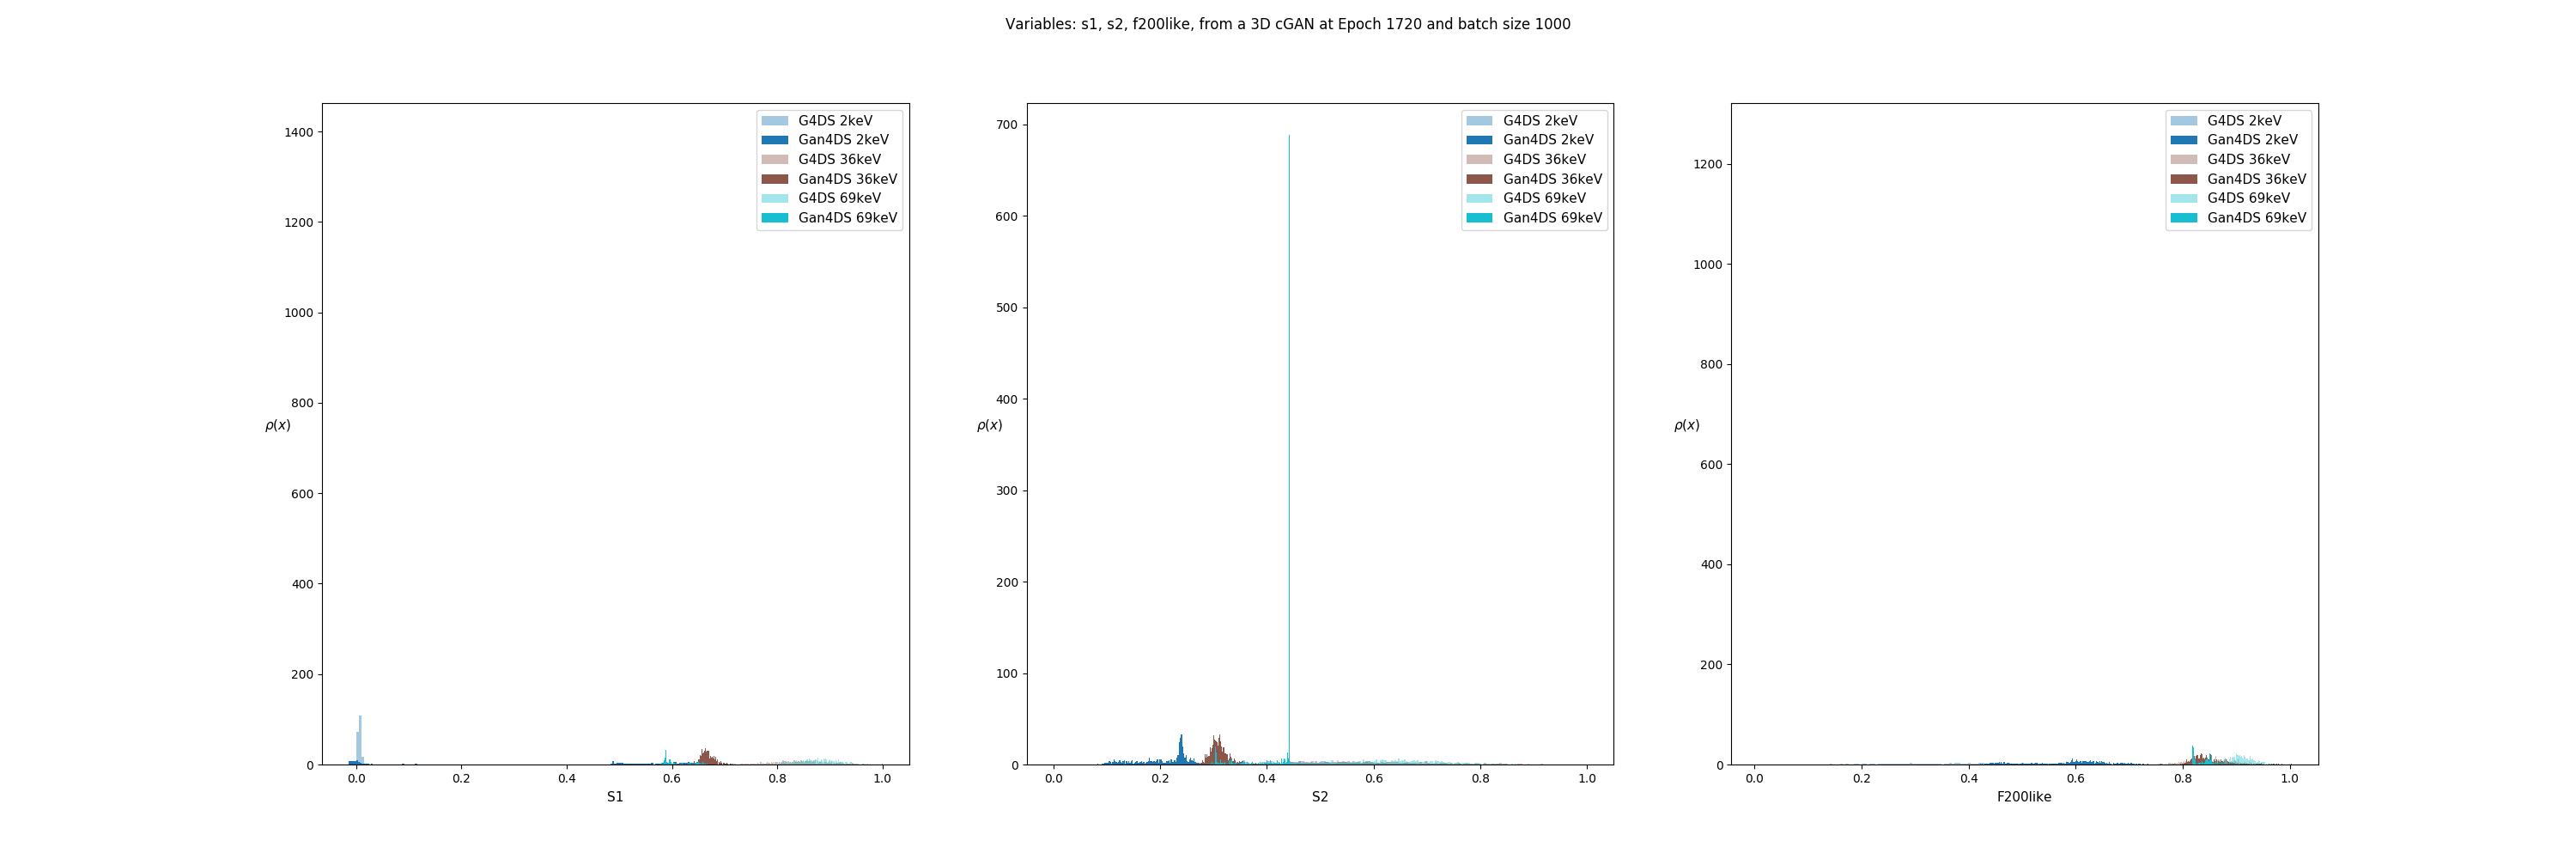 Variables: s1, s2, f200like, from a 3D cGAN at Epoch 1720 and batch size 1000
1400
1200
1000
800
600
400
200
0
ρ(x)
0.0 0.2 0.4 0.6 0.8 1.0
S1
G4DS 2keV
Gan4DS 2keV
G4DS 36keV
Gan4DS 36keV
G4DS 69keV
Gan4DS 69keV
700
600
500
400
300
200
100
0
ρ(x)
0.0 0.2 0.4 0.6 0.8 1.0
S2
G4DS 2keV
Gan4DS 2keV
G4DS 36keV
Gan4DS 36keV
G4DS 69keV
Gan4DS 69keV
1200
1000
800
600
400
200
0
ρ(x)
0.0 0.2 0.4 0.6 0.8 1.0
F200like
G4DS 2keV
Gan4DS 2keV
G4DS 36keV
Gan4DS 36keV
G4DS 69keV
Gan4DS 69keV